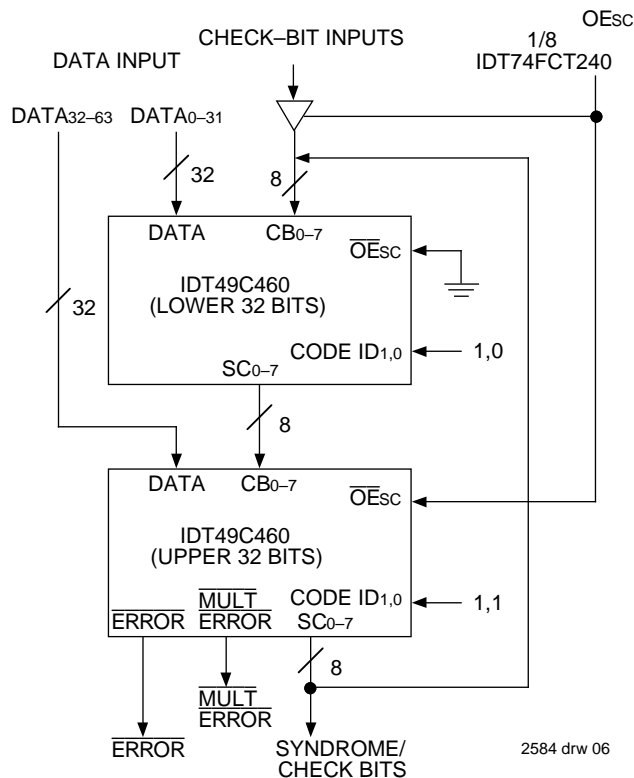 OESC
CHECK–BIT INPUTS
1/8
IDT74FCT240
DATA INPUT
DATA32–63
DATA0–31
32
8
DATA
CB0–7
OESC
IDT49C460
(LOWER 32 BITS)
32
CODE ID1,0
1,0
SC0–7
8
DATA
CB0–7
OESC
IDT49C460
(UPPER 32 BITS)
MULT
ERROR
CODE ID1,0
1,1
ERROR
SC0–7
8
MULT
ERROR
ERROR
SYNDROME/
CHECK BITS
2584 drw 06